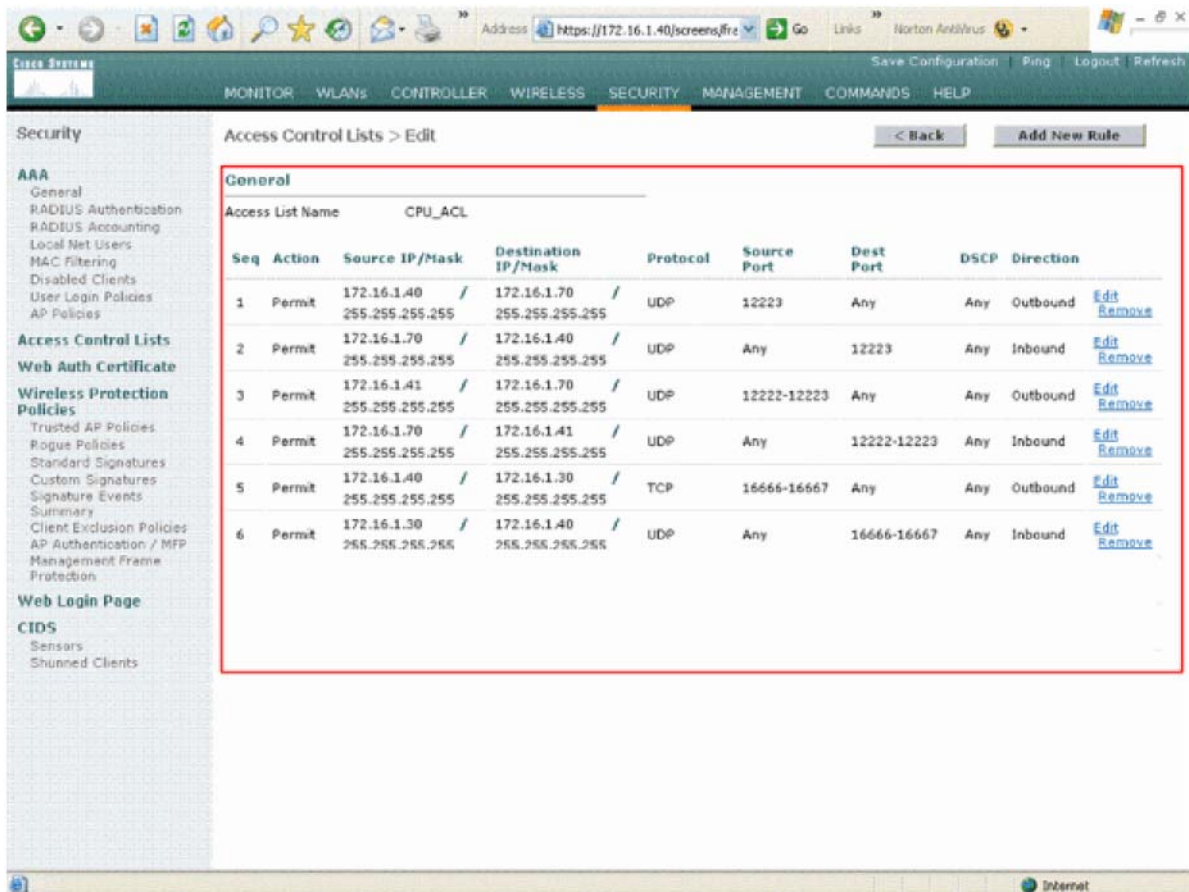 Address https://172.16.1.40/screens/fra Go Links Norton AntiVirus
CISCO SYSTEMS
Save Configuration Ping Logout Refresh
MONITOR WLANs CONTROLLER WIRELESS SECURITY MANAGEMENT COMMANDS HELP
Security
AAA
General
RADIUS Authentication
RADIUS Accounting
Local Net Users
MAC Filtering
Disabled Clients
User Login Policies
AP Policies
Access Control Lists
Web Auth Certificate
Wireless Protection
Policies
Trusted AP Policies
Rogue Policies
Standard Signatures
Custom Signatures
Signature Events
Summary
Client Exclusion Policies
AP Authentication / MFP
Management Frame
Protection
Web Login Page
CIDS
Sensors
Shunned Clients
Access Control Lists > Edit
< Back Add New Rule
General
Access List Name CPU_ACL
Seq Action Source IP/Mask Destination IP/Mask Protocol Source Port Dest Port DSCP Direction
1 Permit 172.16.1.40 / 255.255.255.255 172.16.1.70 / 255.255.255.255 UDP 12223 Any Any Outbound Edit Remove
2 Permit 172.16.1.70 / 255.255.255.255 172.16.1.40 / 255.255.255.255 UDP Any 12223 Any Inbound Edit Remove
3 Permit 172.16.1.41 / 255.255.255.255 172.16.1.70 / 255.255.255.255 UDP 12222-12223 Any Any Outbound Edit Remove
4 Permit 172.16.1.70 / 255.255.255.255 172.16.1.41 / 255.255.255.255 UDP Any 12222-12223 Any Inbound Edit Remove
5 Permit 172.16.1.40 / 255.255.255.255 172.16.1.30 / 255.255.255.255 TCP 16666-16667 Any Any Outbound Edit Remove
6 Permit 172.16.1.30 / 255.255.255.255 172.16.1.40 / 255.255.255.255 UDP Any 16666-16667 Any Inbound Edit Remove
Internet